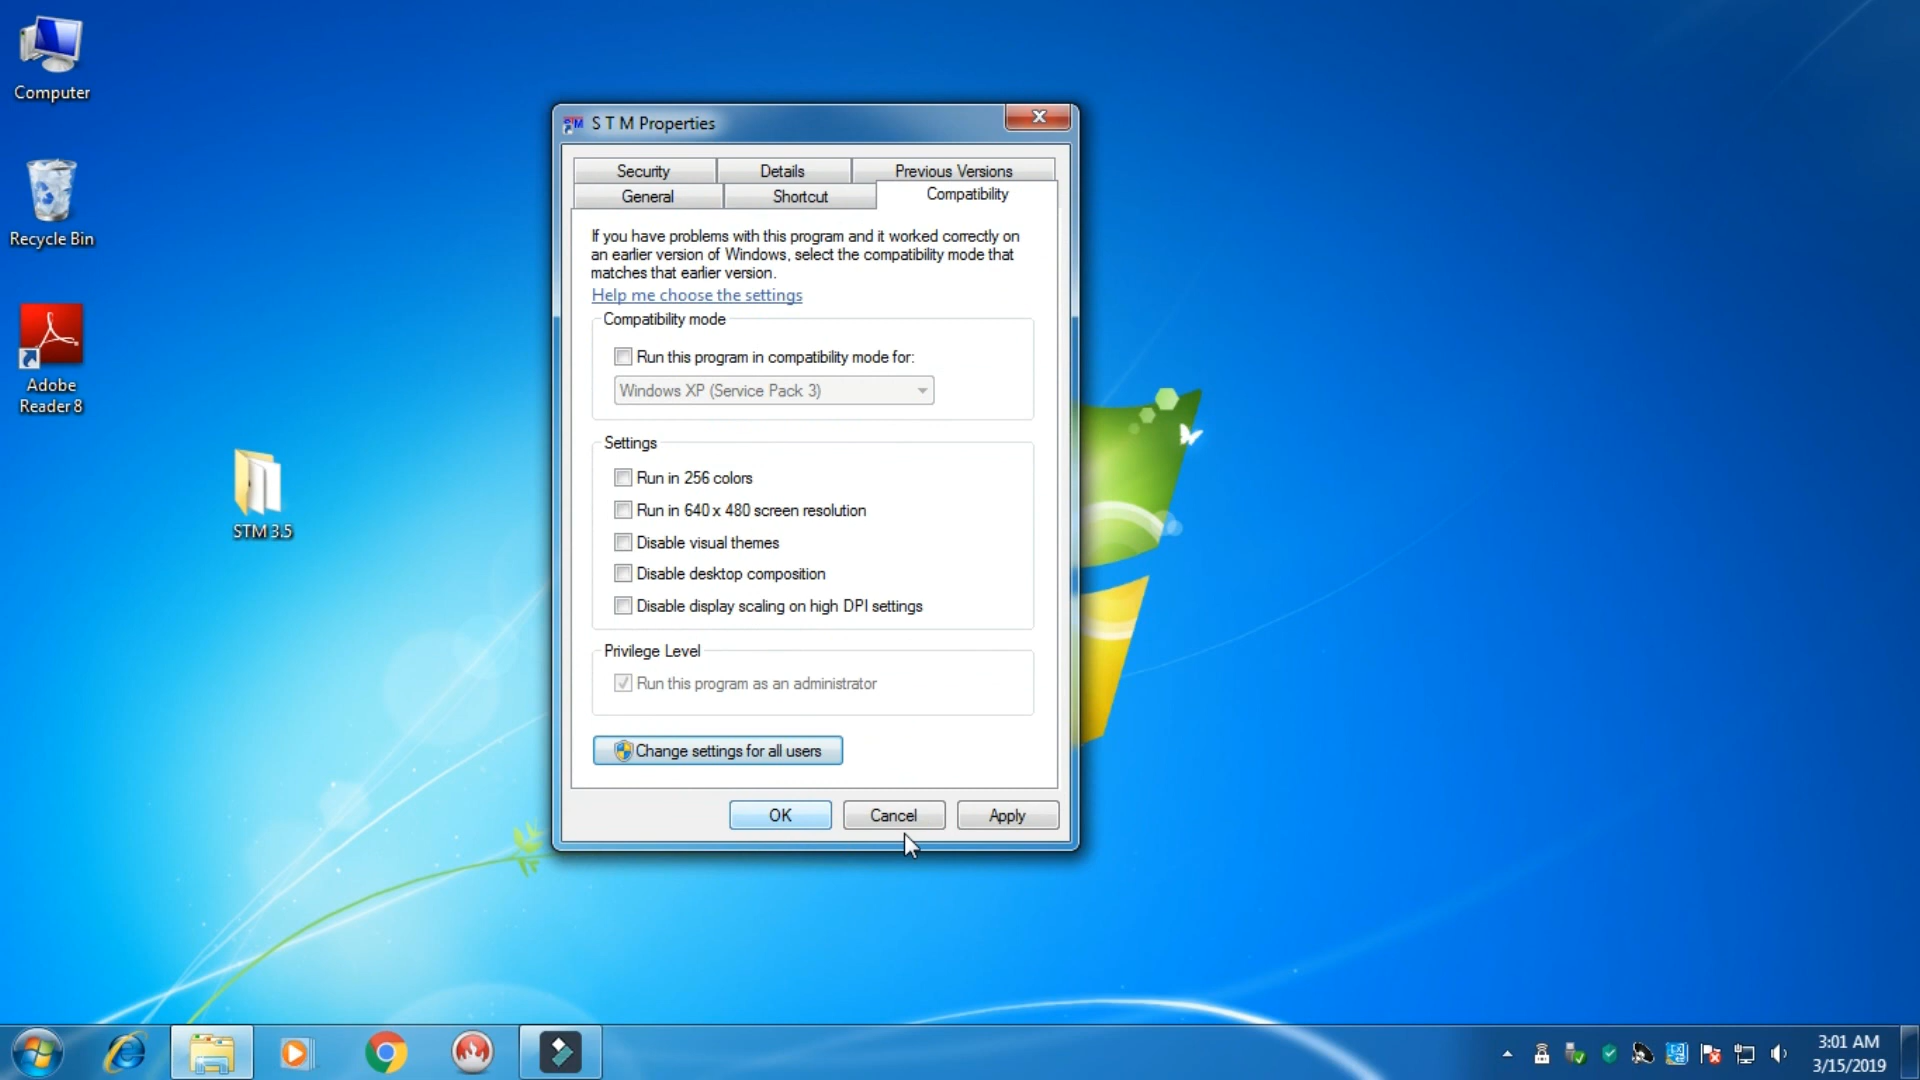 Computer
Recycle Bin
Adobe
Reader 8
STM 3.5
S T M Properties
Security
Details
Previous Versions
General
Shortcut
Compatibility
If you have problems with this program and it worked correctly on
an earlier version of Windows, select the compatibility mode that
matches that earlier version.
Help me choose the settings
Compatibility mode
Run this program in compatibility mode for:
Windows XP (Service Pack 3)
Settings
Run in 256 colors
Run in 640 x 480 screen resolution
Disable visual themes
Disable desktop composition
Disable display scaling on high DPI settings
Privilege Level
Run this program as an administrator
Change settings for all users
OK
Cancel
Apply
3:01 AM
3/15/2019